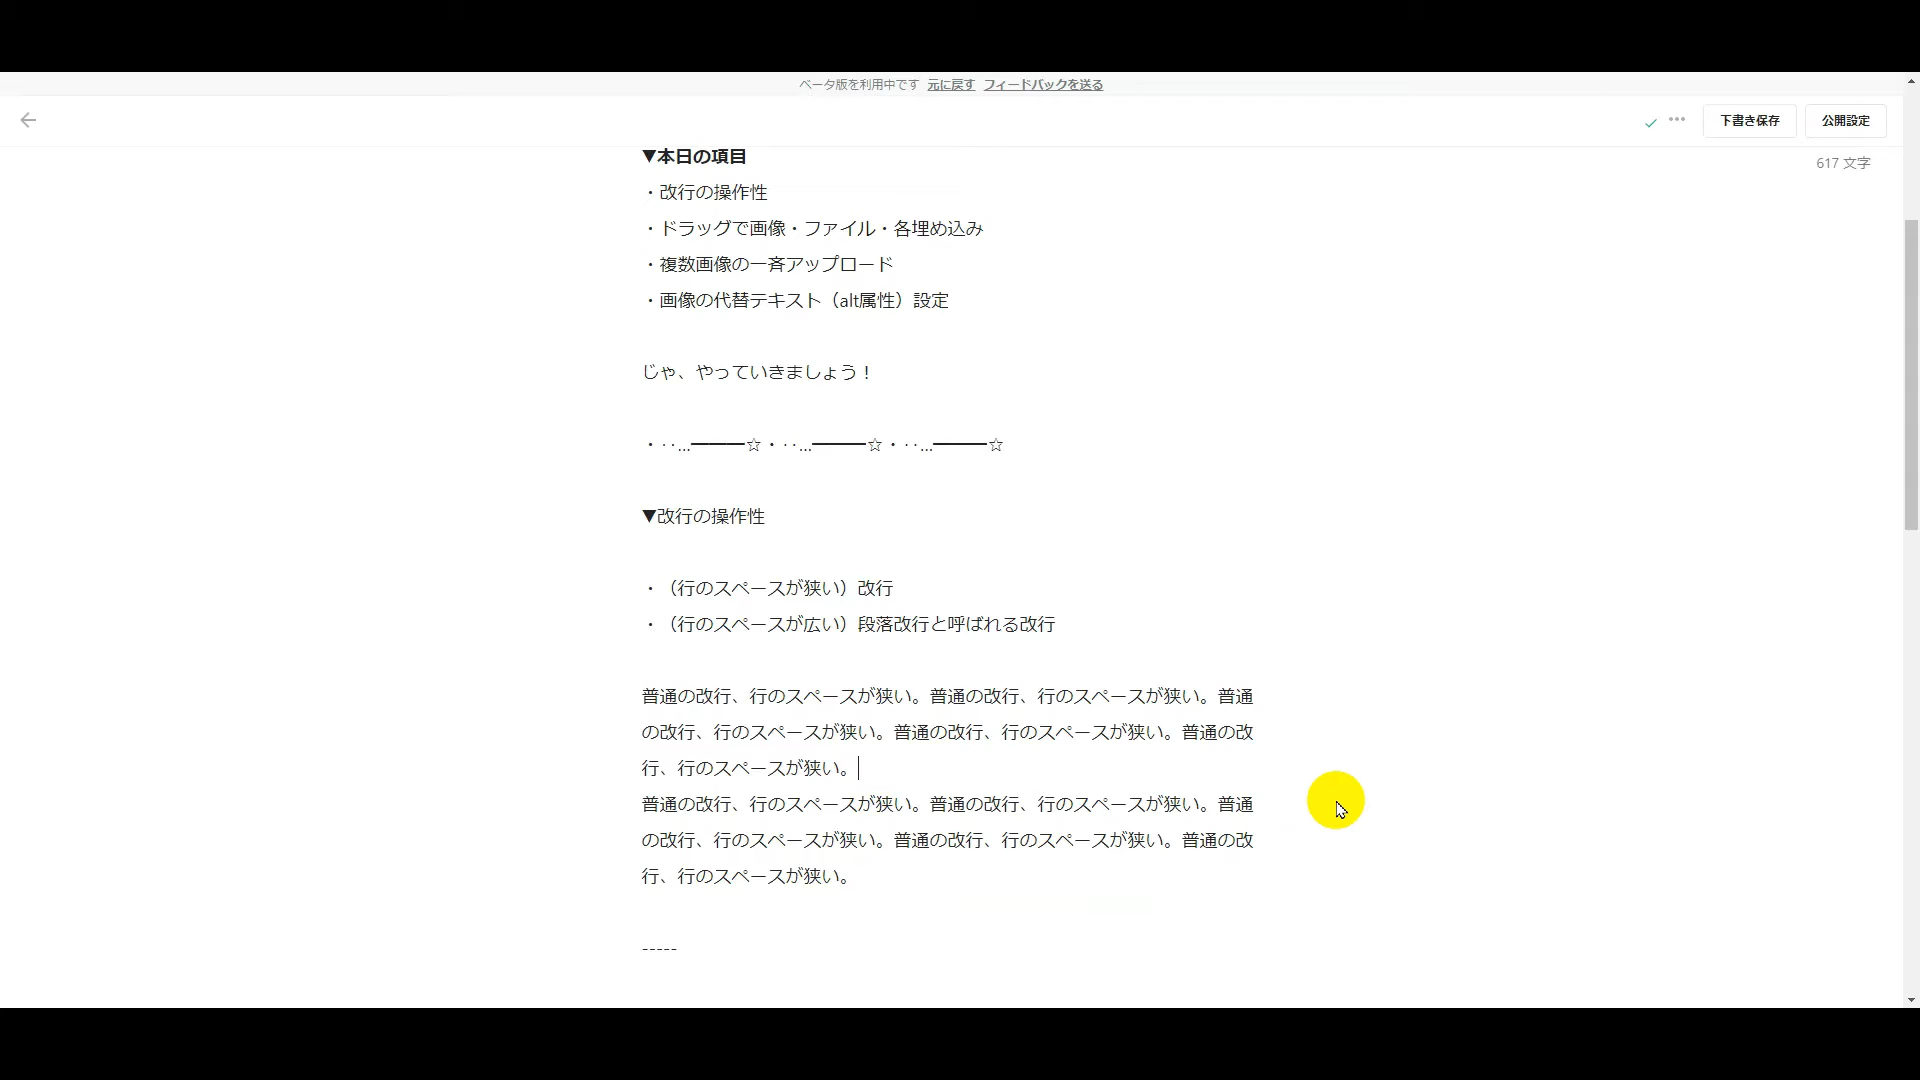 ベータ版を利用中です 元に戻す フィードバックを送る
下書き保存 公開設定
617 文字
▼本日の項目
・改行の操作性
・ドラッグで画像・ファイル・各埋め込み
・複数画像の一斉アップロード
・画像の代替テキスト（alt属性）設定
じゃ、やっていきましょう！
・‥…━━━☆・‥…━━━☆・‥…━━━☆
▼改行の操作性
・（行のスペースが狭い）改行
・（行のスペースが広い）段落改行と呼ばれる改行
普通の改行、行のスペースが狭い。普通の改行、行のスペースが狭い。普通
の改行、行のスペースが狭い。普通の改行、行のスペースが狭い。普通の改
行、行のスペースが狭い。
普通の改行、行のスペースが狭い。普通の改行、行のスペースが狭い。普通
の改行、行のスペースが狭い。普通の改行、行のスペースが狭い。普通の改
行、行のスペースが狭い。
-----